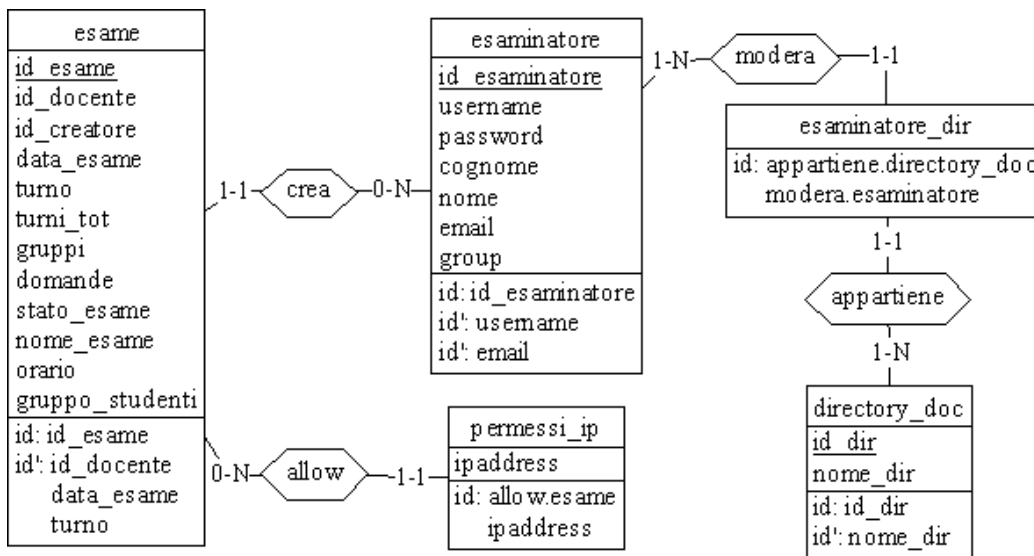 esame
id_esame
id_docente
id_creatore
data_esame
turno
turni_tot
gruppi
domande
stato_esame
nome_esame
orario
gruppo_studenti
id: id_esame
id': id_docente
data_esame
turno
1-1
crea
0-N
esaminatore
id_esaminatore
username
password
cognome
nome
email
group
id: id_esaminatore
id': username
id': email
1-N
modera
1-1
esaminatore_dir
id: appartiene.directory_doc
modera.esaminatore
1-1
appartiene
1-N
directory_doc
id_dir
nome_dir
id: id_dir
id': nome_dir
0-N
allow
1-1
permessi_ip
ipaddress
id: allow.esame
ipaddress